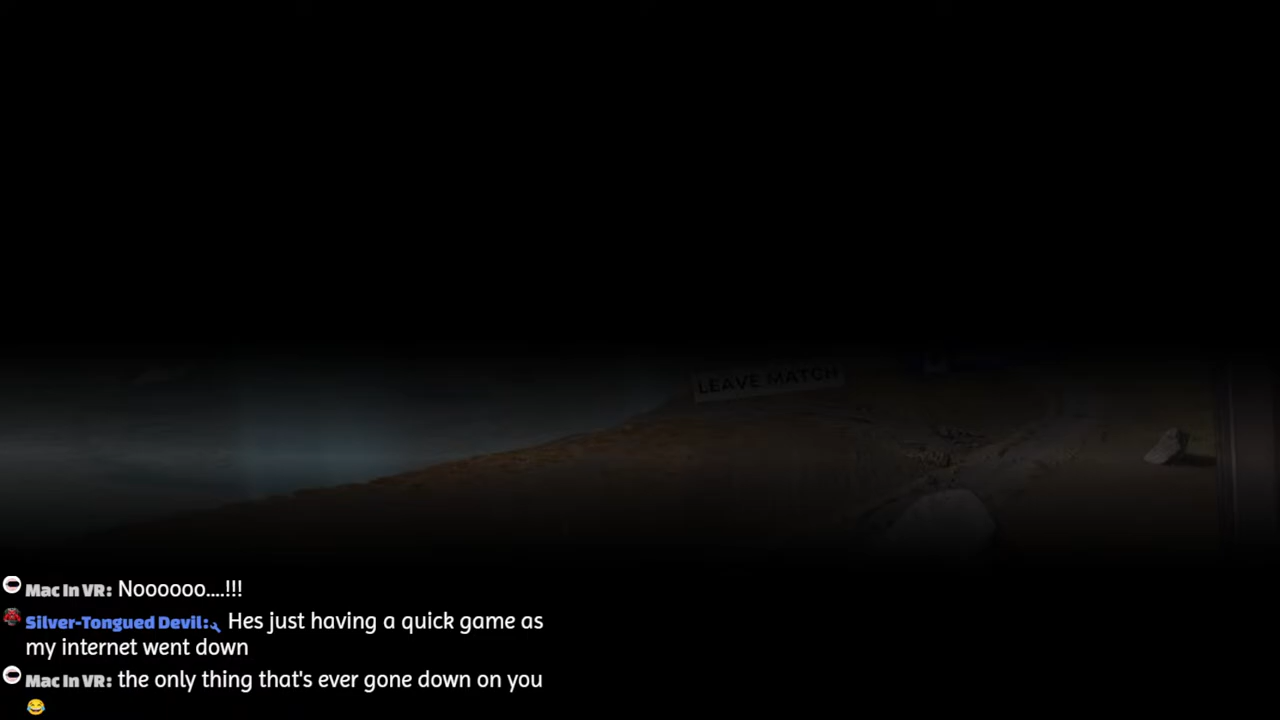 LEAVE MATCH
Mac In VR: Noooooo....!!!
Silver-Tongued Devil: Hes just having a quick game as
my internet went down
Mac In VR: the only thing that's ever gone down on you
😂